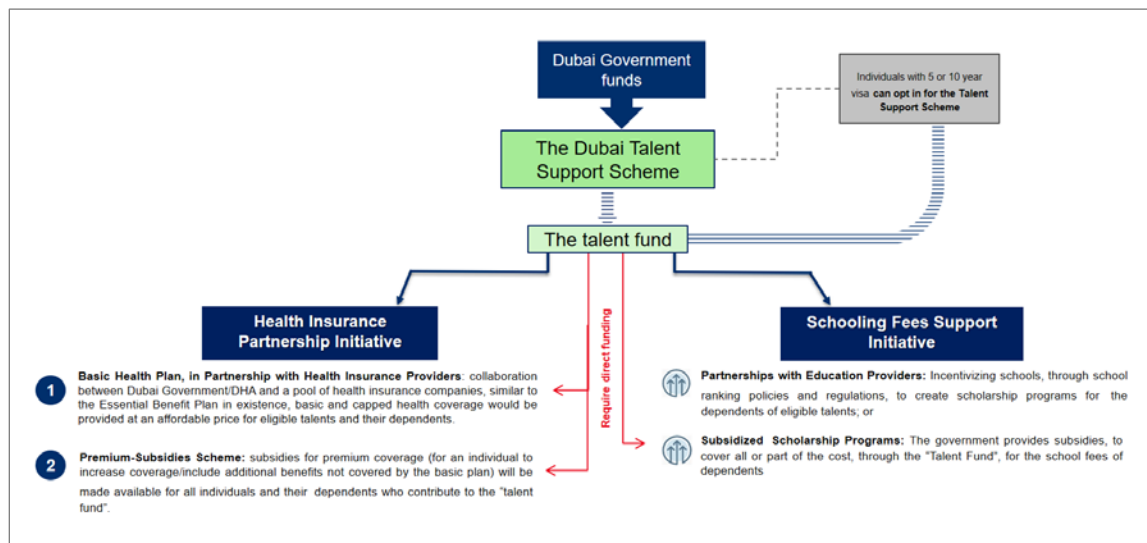 Dubai Government
funds
Individuals with 5 or 10 year
visa can opt in for the Talent
Support Scheme
The Dubai Talent
Support Scheme
The talent fund
Health Insurance
Partnership Initiative
Require direct funding
Schooling Fees Support
Initiative
1
Basic Health Plan, in Partnership with Health Insurance Providers: collaboration
between Dubai Government/DHA and a pool of health insurance companies, similar to
the Essential Benefit Plan in existence, basic and capped health coverage would be
provided at an affordable price for eligible talents and their dependents.
2
Premium-Subsidies Scheme: subsidies for premium coverage (for an individual to
increase coverage/include additional benefits not covered by the basic plan) will be
made available for all individuals and their dependents who contribute to the "talent
fund".
Partnerships with Education Providers: Incentivizing schools, through school
ranking policies and regulations, to create scholarship programs for the
dependents of eligible talents; or
Subsidized Scholarship Programs: The government provides subsidies, to
cover all or part of the cost, through the "Talent Fund", for the school fees of
dependents